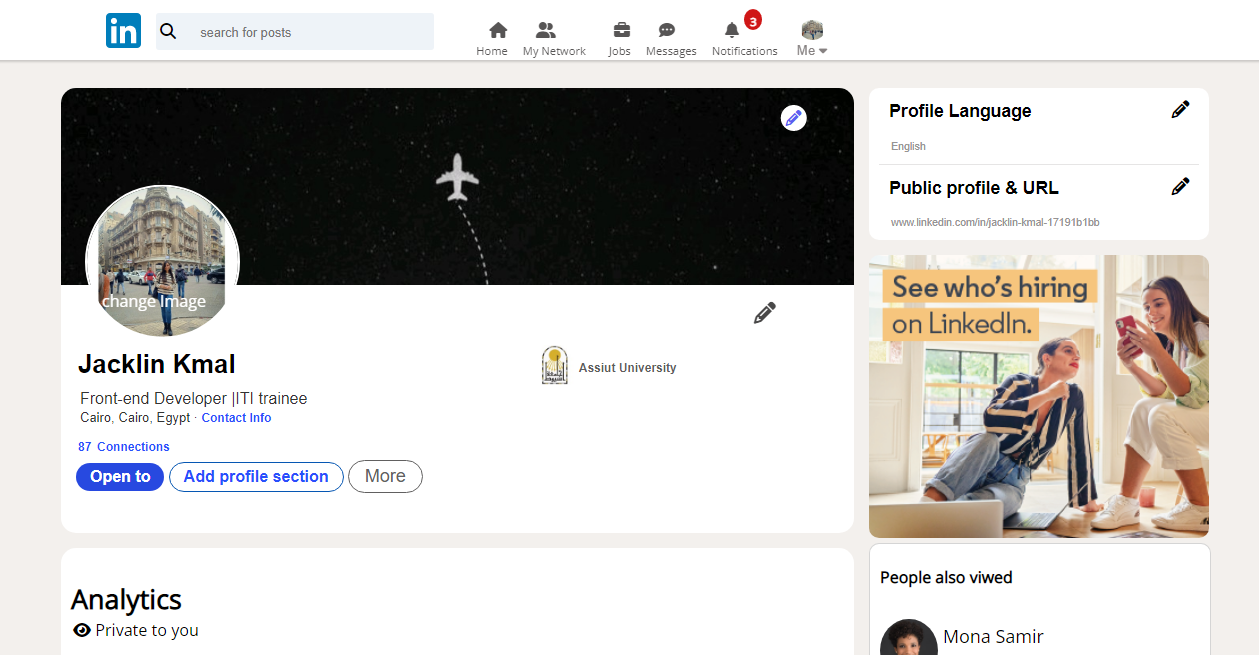 in
search for posts
Home
My Network
Jobs
Messages
Notifications
3
Me
change Image
Jacklin Kmal
Front-end Developer |ITI trainee
Cairo, Cairo, Egypt · Contact Info
87 Connections
Open to
Add profile section
More
Assiut University
Analytics
Private to you
Profile Language
English
Public profile & URL
www.linkedin.com/in/jacklin-kmal-17191b1bb
See who's hiring
on LinkedIn.
People also viwed
Mona Samir